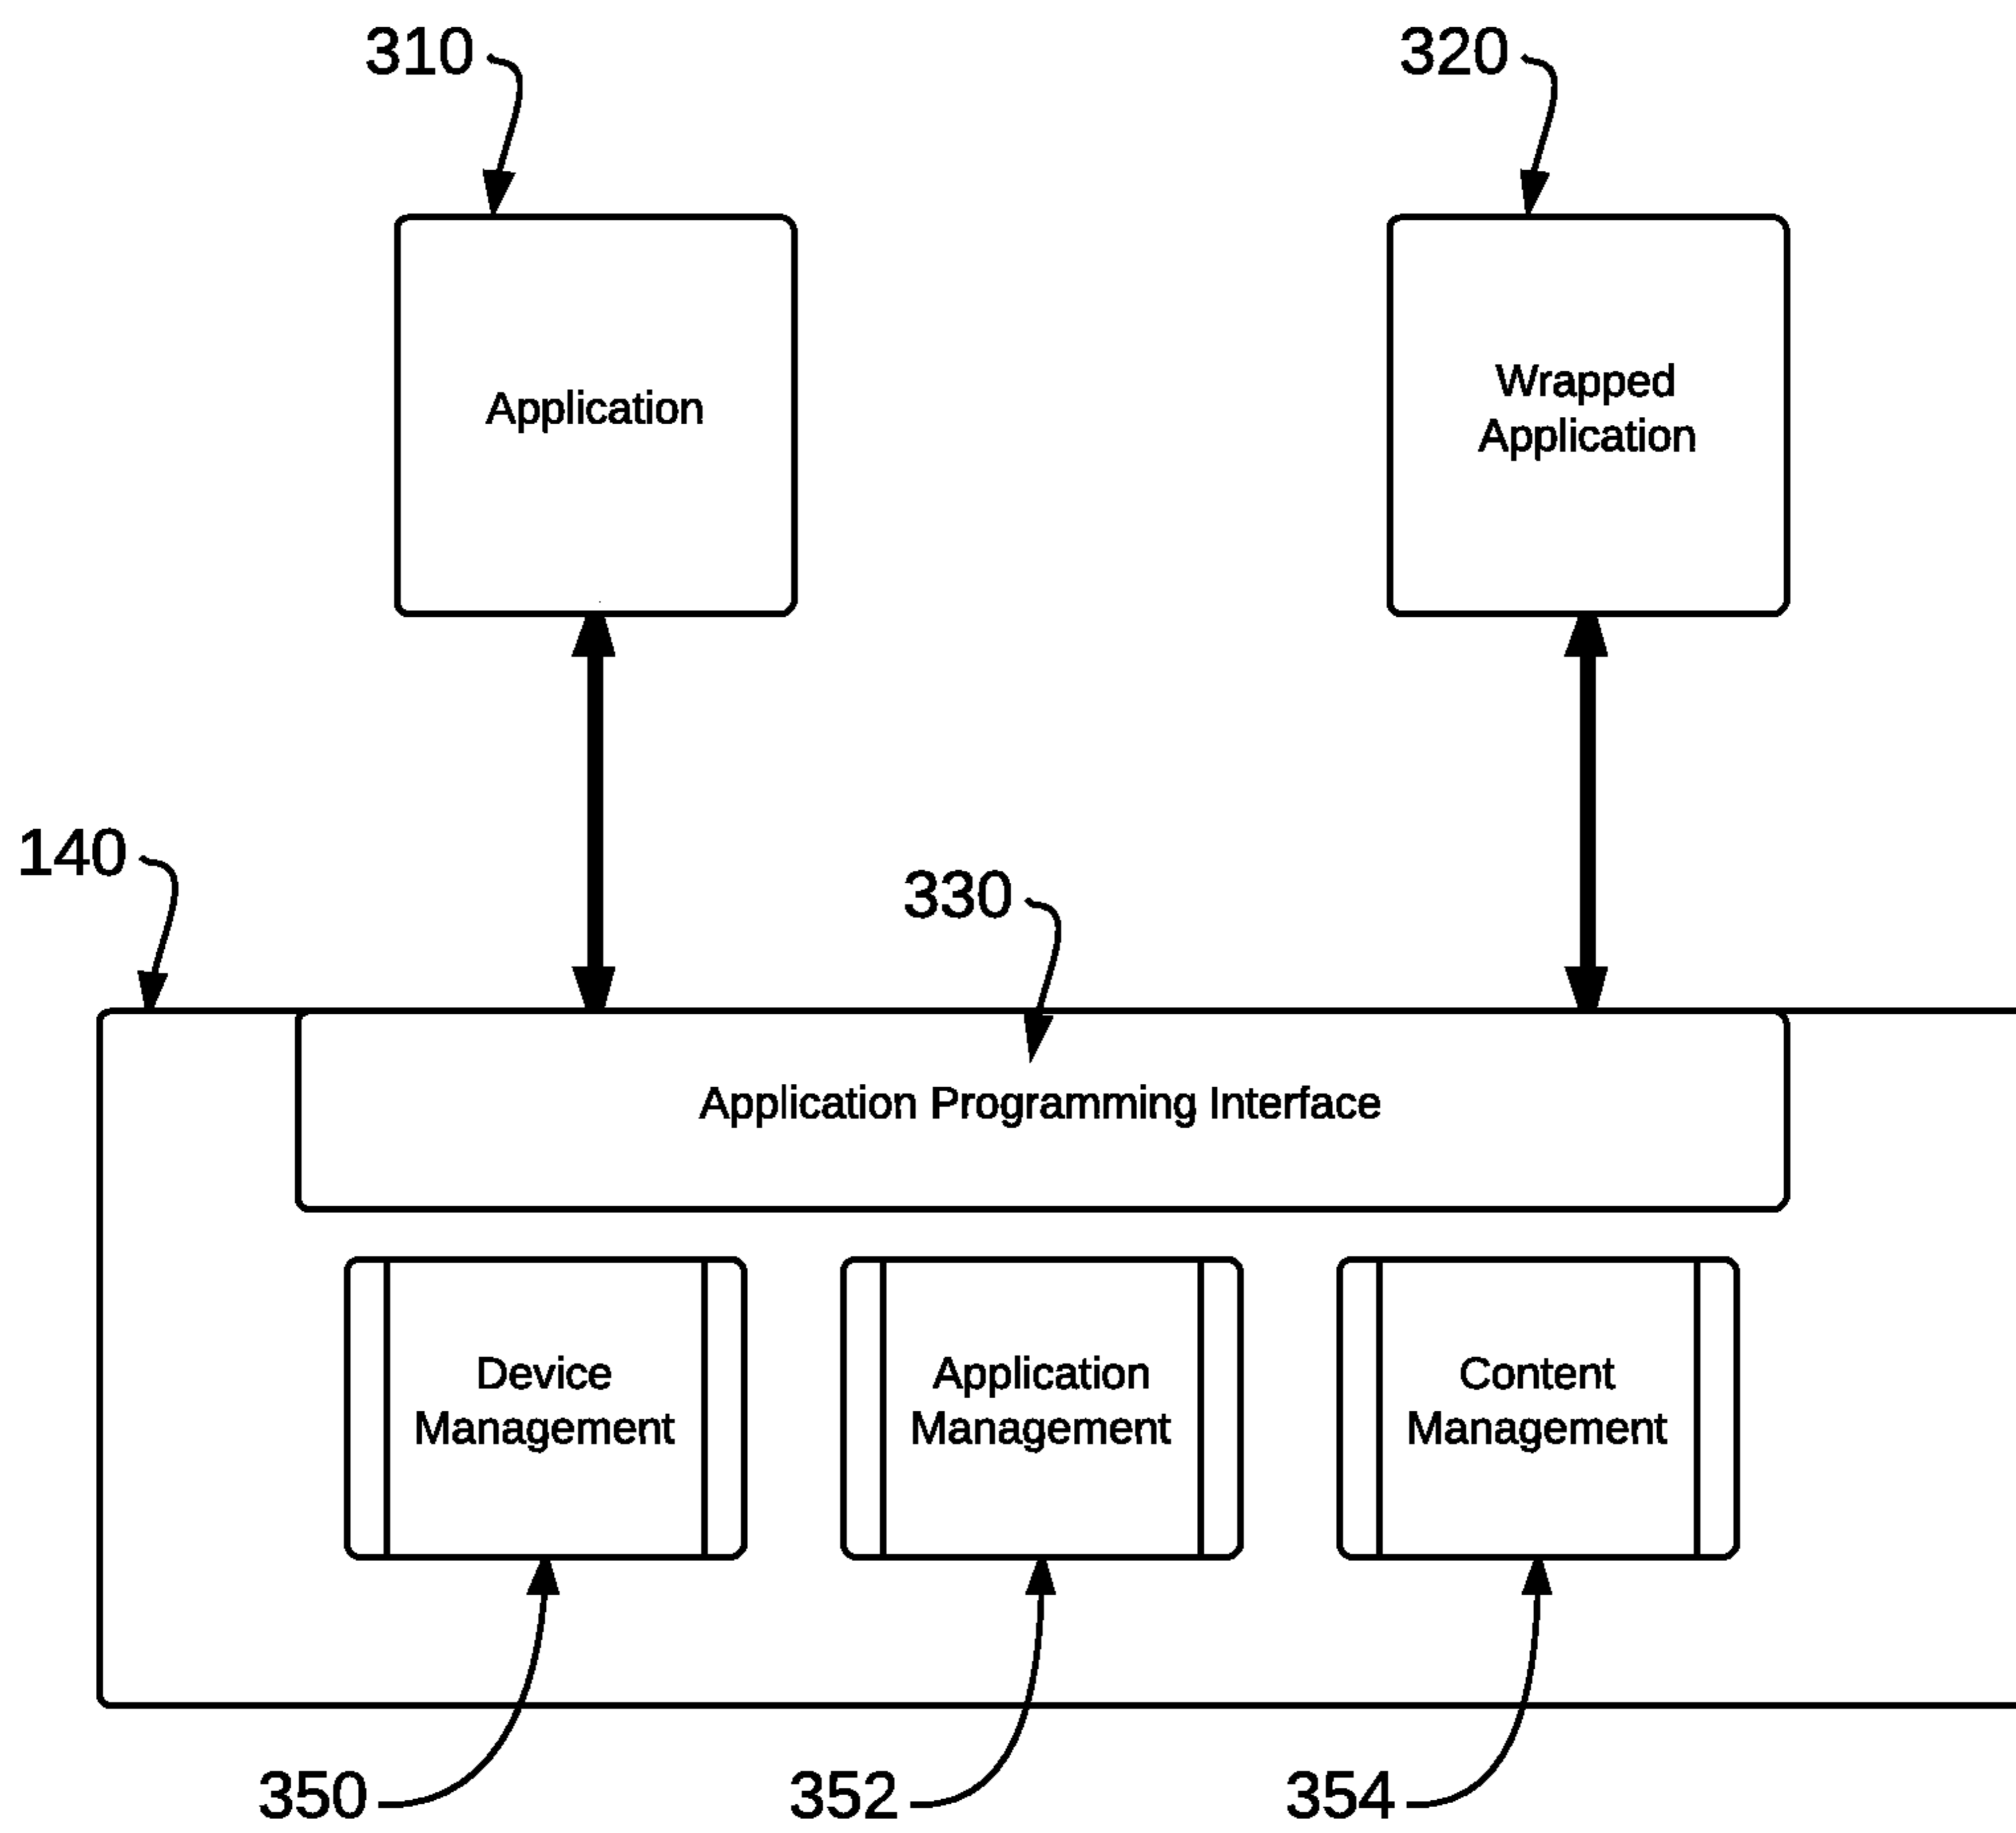 310
320
Application
Wrapped
Application
140
330
Application Programming Interface
Device
Management
Application
Management
Content
Management
350
352
354